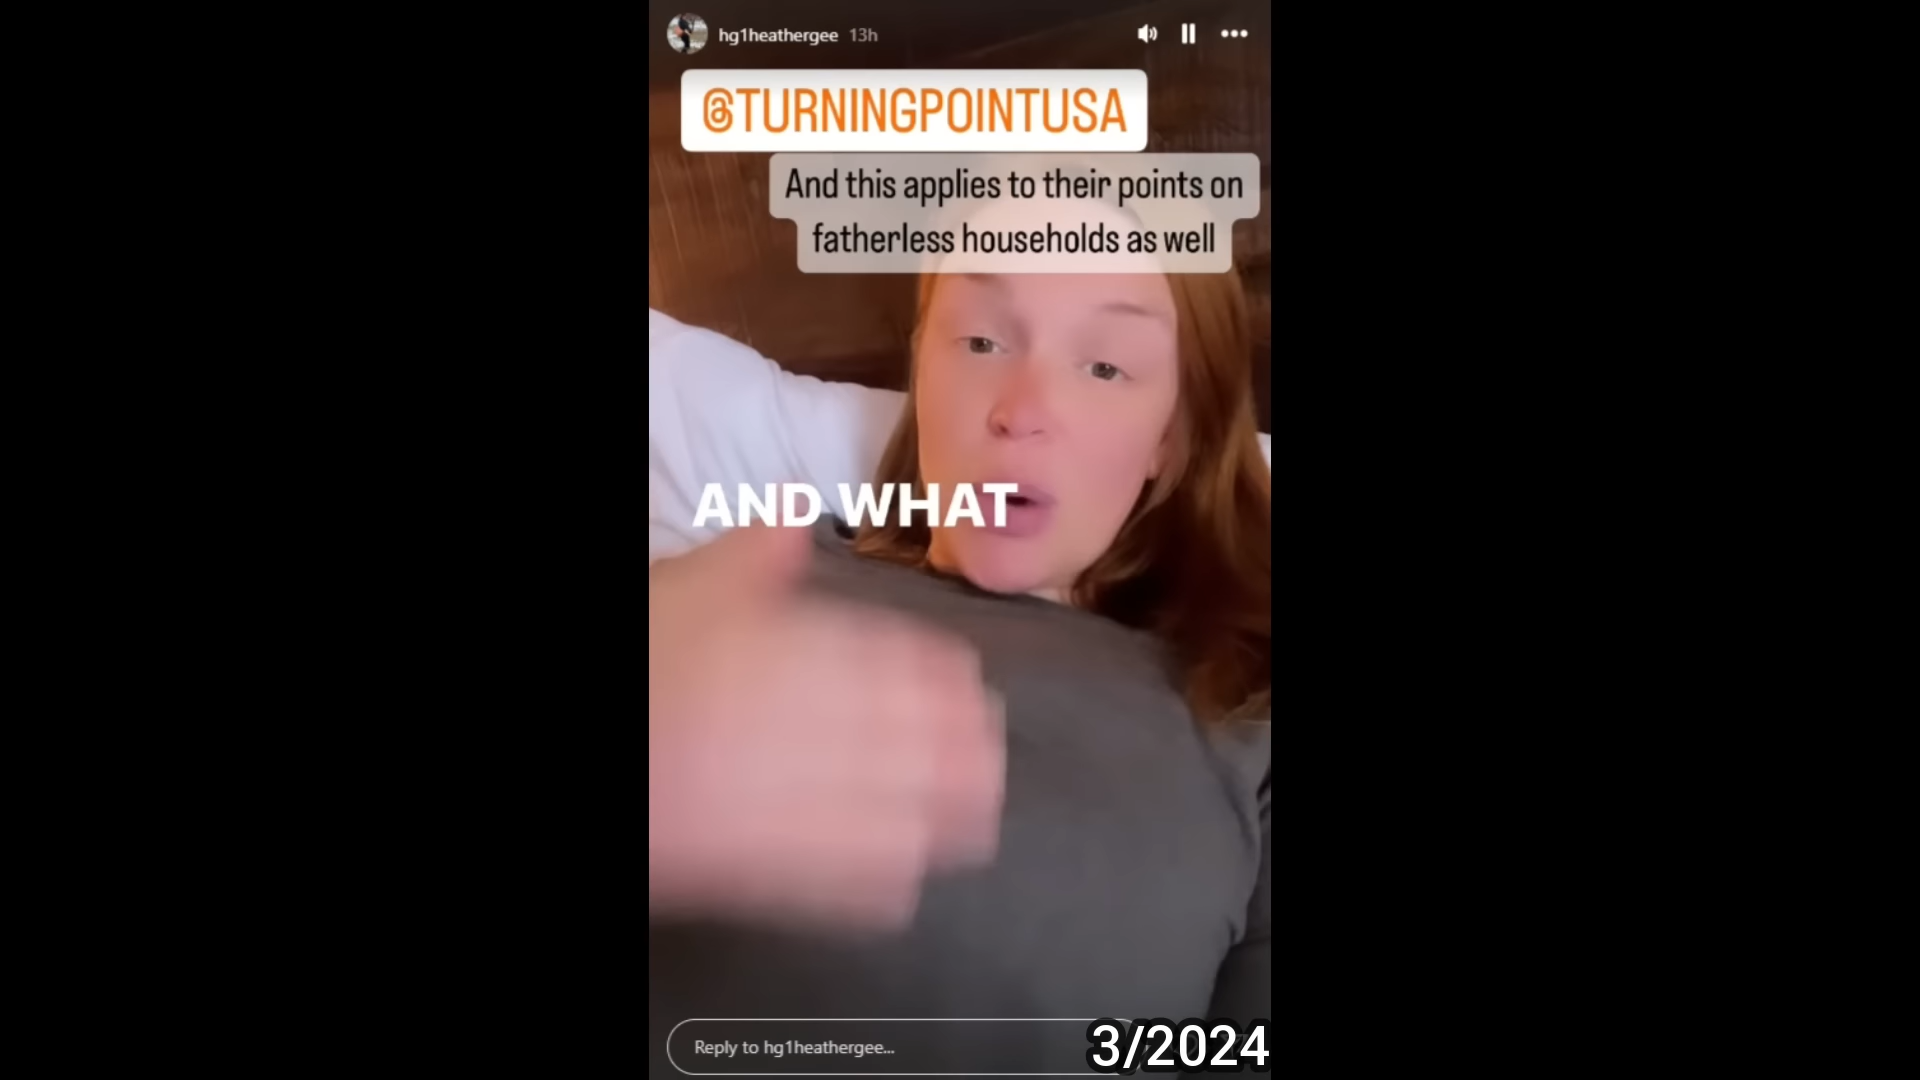 hg1heathergee 13h
@TURNINGPOINTUSA
And this applies to their points on
fatherless households as well
AND WHAT
Reply to hg1heathergee...
3/2024